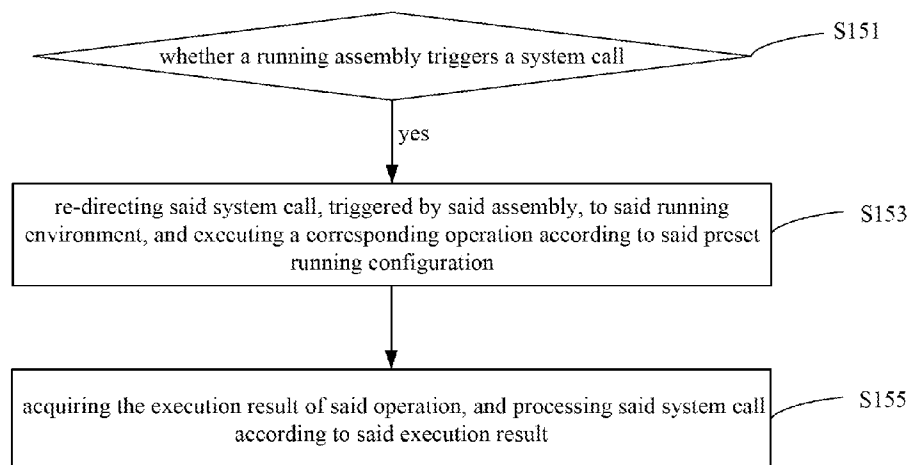 S151
whether a running assembly triggers a system call
yes
re-directing said system call, triggered by said assembly, to said running
environment, and executing a corresponding operation according to said preset
running configuration
S153
acquiring the execution result of said operation, and processing said system call
according to said execution result
S155